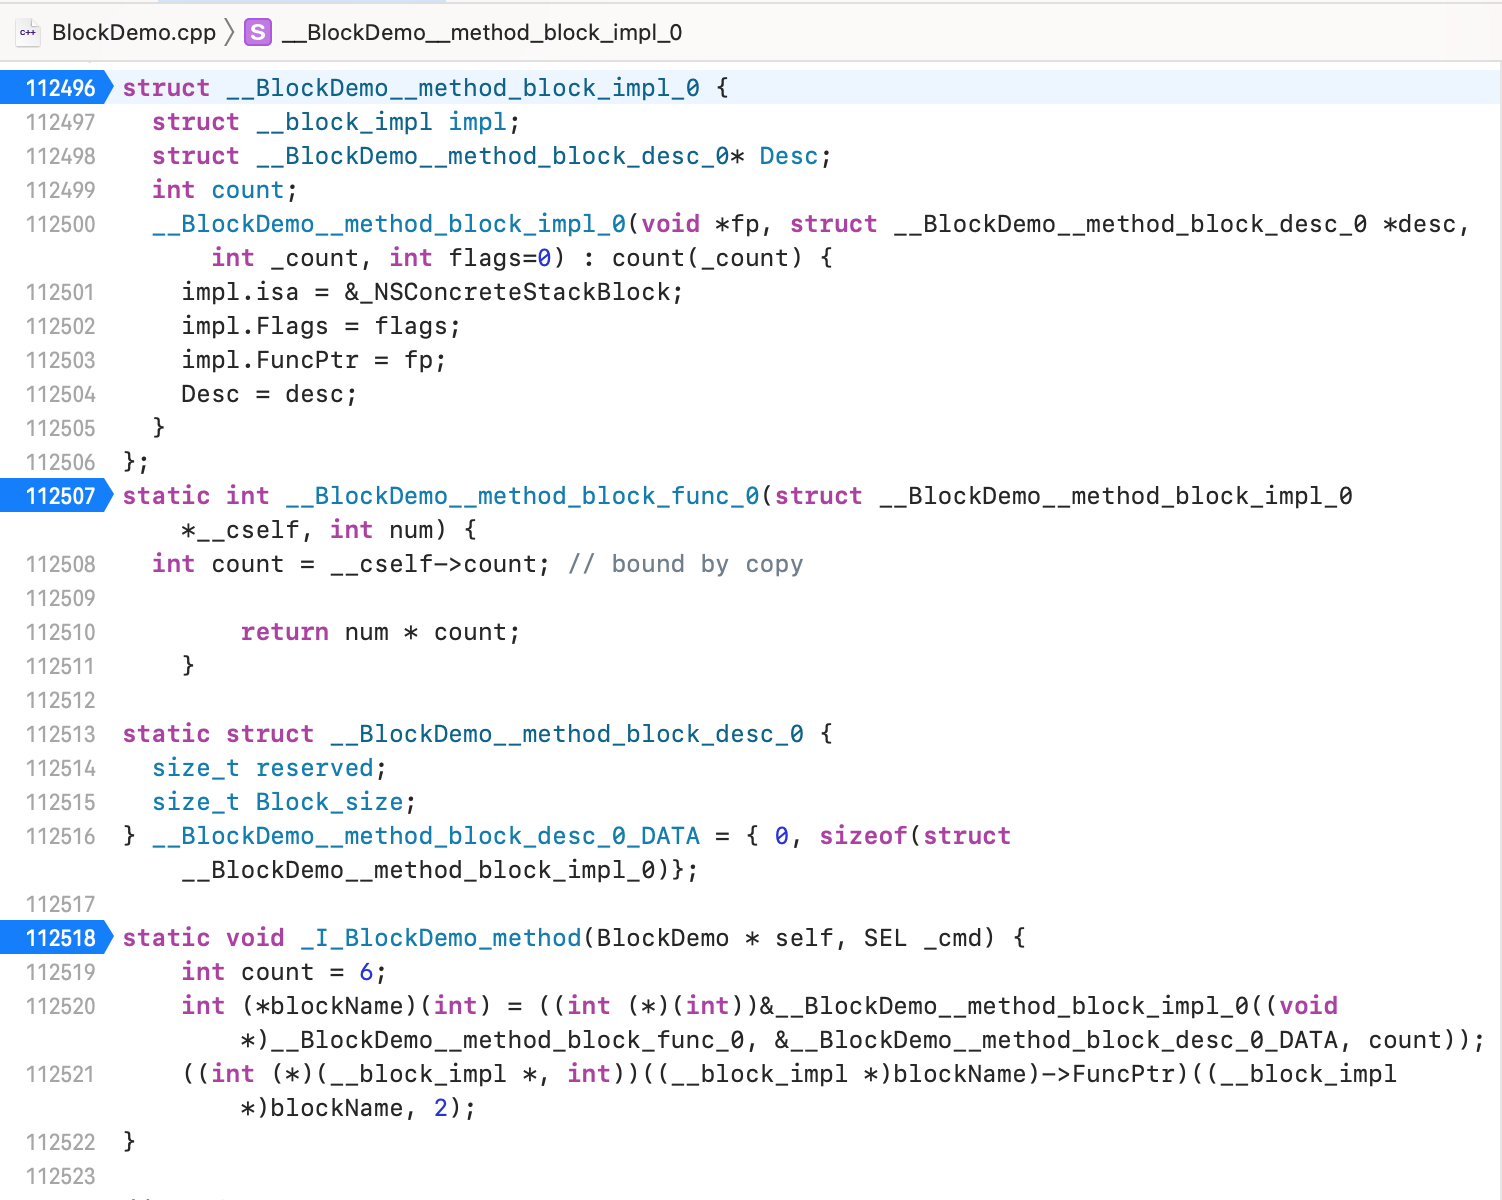 C++ BlockDemo.cpp 〉 S __BlockDemo__method_block_impl_0
112496 struct __BlockDemo__method_block_impl_0 {
112497   struct __block_impl impl;
112498   struct __BlockDemo__method_block_desc_0* Desc;
112499   int count;
112500   __BlockDemo__method_block_impl_0(void *fp, struct __BlockDemo__method_block_desc_0 *desc,
int _count, int flags=0) : count(_count) {
112501     impl.isa = &_NSConcreteStackBlock;
112502     impl.Flags = flags;
112503     impl.FuncPtr = fp;
112504     Desc = desc;
112505   }
112506 };
112507 static int __BlockDemo__method_block_func_0(struct __BlockDemo__method_block_impl_0
*__cself, int num) {
112508   int count = __cself->count; // bound by copy
112509
112510         return num * count;
112511     }
112512
112513 static struct __BlockDemo__method_block_desc_0 {
112514   size_t reserved;
112515   size_t Block_size;
112516 } __BlockDemo__method_block_desc_0_DATA = { 0, sizeof(struct
__BlockDemo__method_block_impl_0)};
112517
112518 static void _I_BlockDemo_method(BlockDemo * self, SEL _cmd) {
112519     int count = 6;
112520     int (*blockName)(int) = ((int (*)(int))&__BlockDemo__method_block_impl_0((void
*)__BlockDemo__method_block_func_0, &__BlockDemo__method_block_desc_0_DATA, count));
112521     ((int (*)(__block_impl *, int))((__block_impl *)blockName)->FuncPtr)((__block_impl
*)blockName, 2);
112522 }
112523